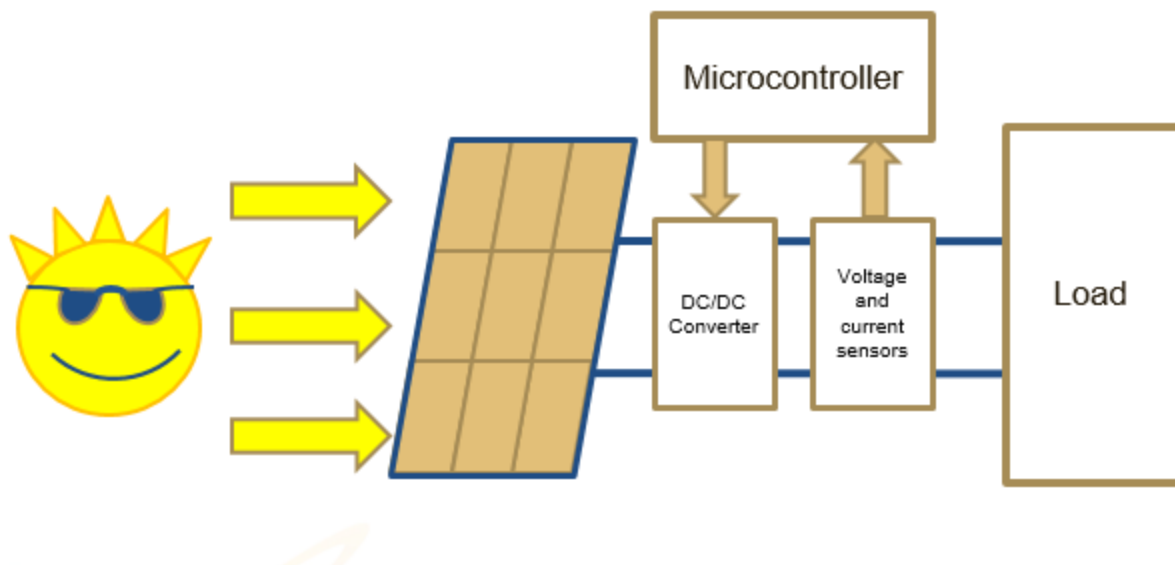 Microcontroller
DC/DC
Converter
Voltage
and
current
sensors
Load